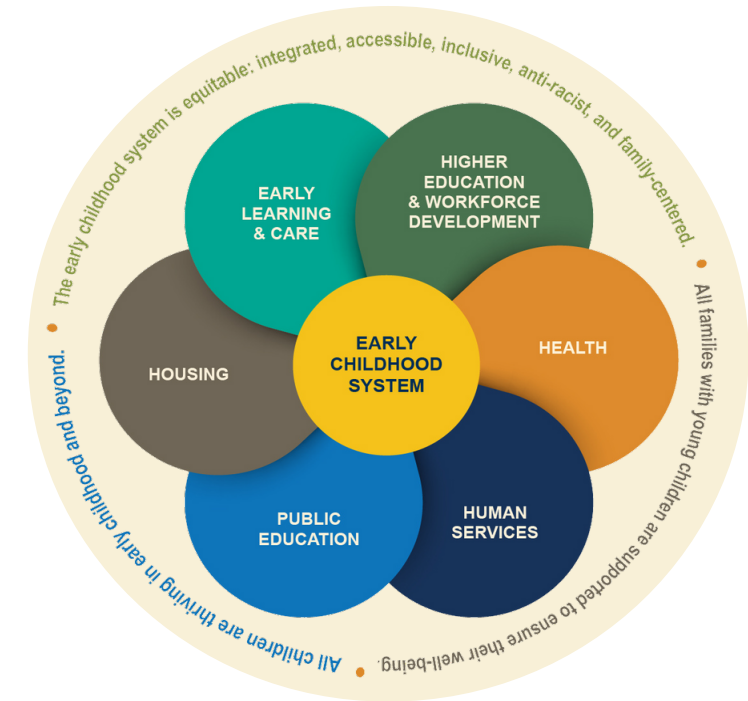 The early childhood system is equitable: integrated, accessible, inclusive, anti-racist, and family-centered.
All families with young children are supported to ensure their well-being.
All children are thriving in early childhood and beyond.
EARLY
LEARNING
& CARE
HIGHER
EDUCATION
& WORKFORCE
DEVELOPMENT
HEALTH
HUMAN
SERVICES
PUBLIC
EDUCATION
HOUSING
EARLY
CHILDHOOD
SYSTEM